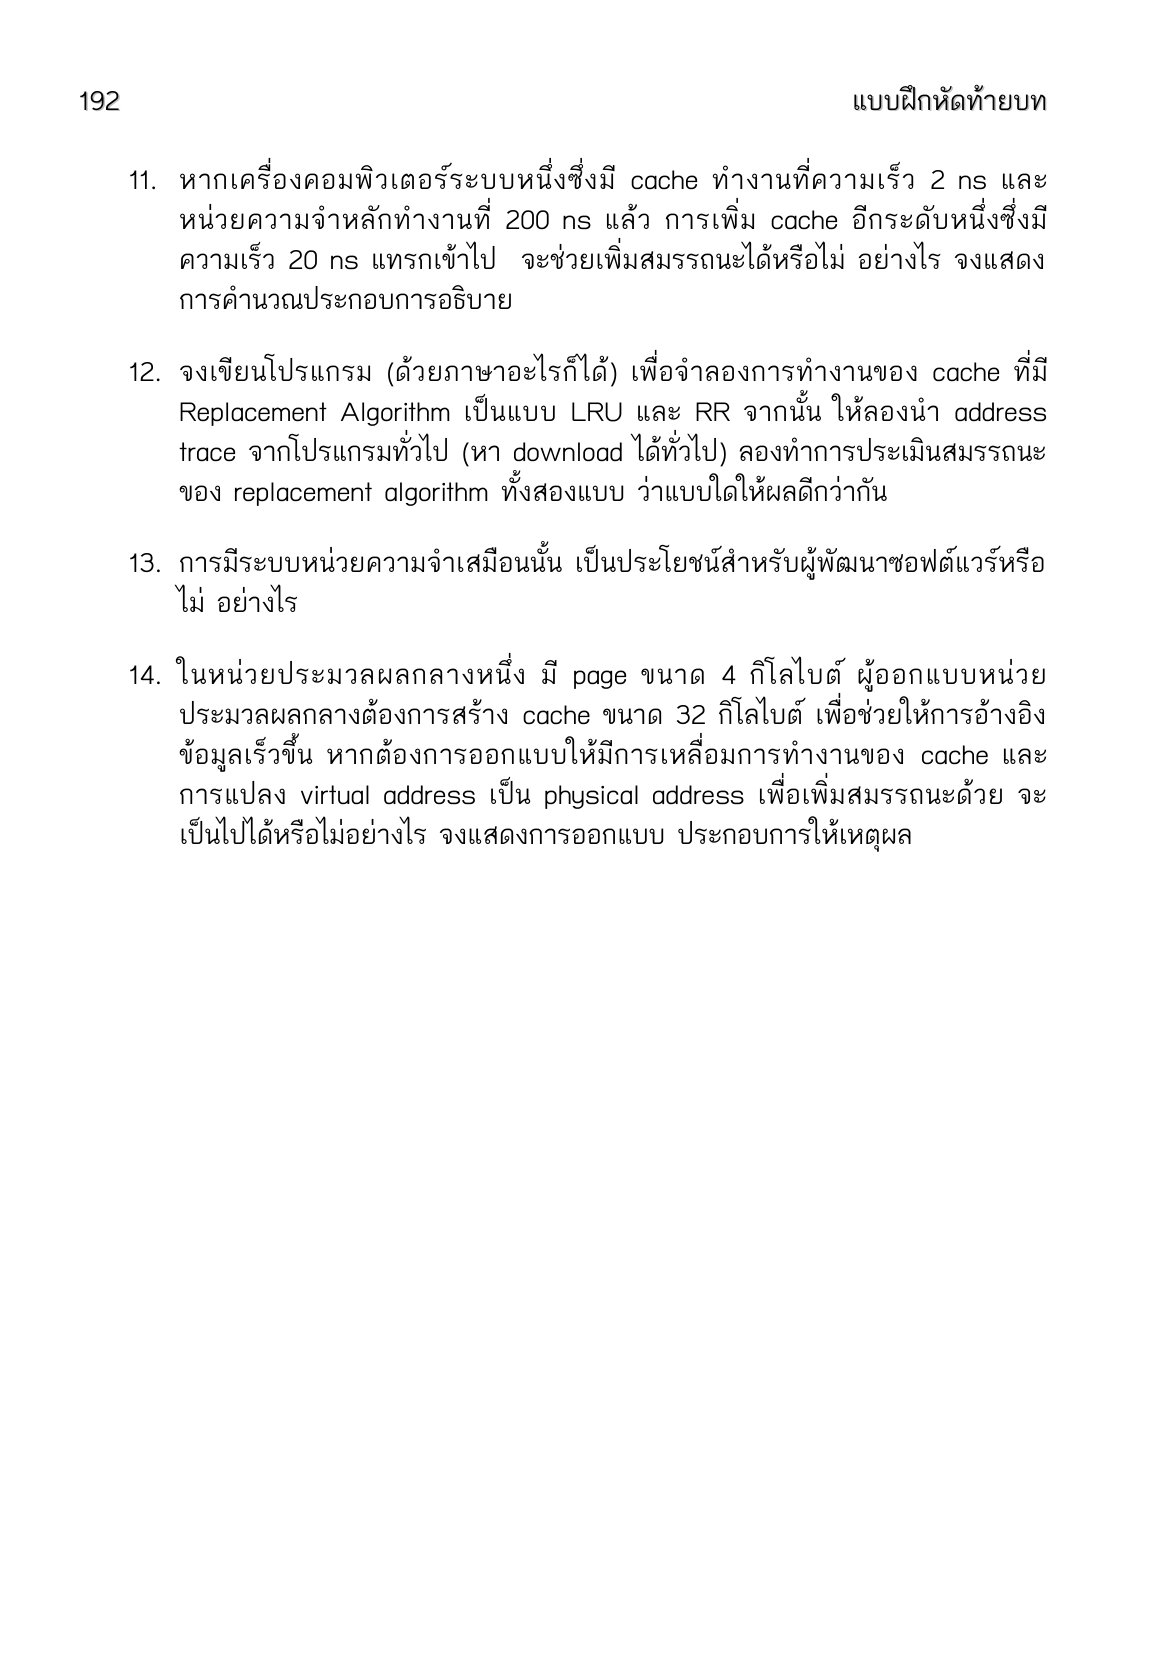 192 แบบฝึกหัดท้ายบท
11. หากเครื่องคอมพิวเตอร์ระบบหนึ่งซึ่งมี cache ทำงานที่ความเร็ว 2 ns และ
หน่วยความจำหลักทำงานที่ 200 ns แล้ว การเพิ่ม cache อีกระดับหนึ่งซึ่งมี
ความเร็ว 20 ns แทรกเข้าไป จะช่วยเพิ่มสมรรถนะได้หรือไม่ อย่างไร จงแสดง
การคำนวณประกอบการอธิบาย
12. จงเขียนโปรแกรม (ด้วยภาษาอะไรก็ได้) เพื่อจำลองการทำงานของ cache ที่มี
Replacement Algorithm เป็นแบบ LRU และ RR จากนั้น ให้ลองนำ address
trace จากโปรแกรมทั่วไป (หา download ได้ทั่วไป) ลองทำการประเมินสมรรถนะ
ของ replacement algorithm ทั้งสองแบบ ว่าแบบใดให้ผลดีกว่ากัน
13. การมีระบบหน่วยความจำเสมือนนั้น เป็นประโยชน์สำหรับผู้พัฒนาซอฟต์แวร์หรือ
ไม่ อย่างไร
14. ในหน่วยประมวลผลกลางหนึ่ง มี page ขนาด 4 กิโลไบต์ ผู้ออกแบบหน่วย
ประมวลผลกลางต้องการสร้าง cache ขนาด 32 กิโลไบต์ เพื่อช่วยให้การอ้างอิง
ข้อมูลเร็วขึ้น หากต้องการออกแบบให้มีการเหลื่อมการทำงานของ cache และ
การแปลง virtual address เป็น physical address เพื่อเพิ่มสมรรถนะด้วย จะ
เป็นไปได้หรือไม่อย่างไร จงแสดงการออกแบบ ประกอบการให้เหตุผล